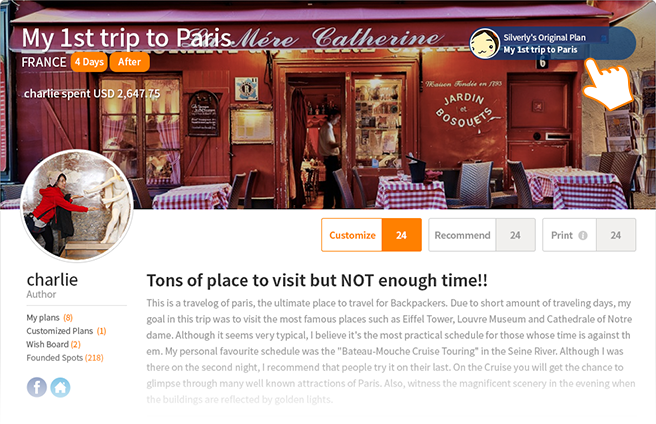 My 1st trip to Paris
La Mére Catherine
Silverly's Original Plan
My 1st trip to Paris
FRANCE 4 Days After
6
charlie spent USD 2,647.75
Maison Fondée en 1793
JARDIN
et
BOSQUETS
Customize 24 Recommend 24 Print i 24
charlie
Author
My plans (8)
Customized Plans (1)
Wish Board (2)
Founded Spots (218)
f
Tons of place to visit but NOT enough time!!
This is a travelog of paris, the ultimate place to travel for Backpackers. Due to short amount of traveling days, my
goal in this trip was to visit the most famous places such as Eiffel Tower, Louvre Museum and Cathedrale of Notre
dame. Although it seems very typical, I believe it's the most practical schedule for those whose time is against th
em. My personal favourite schedule was the "Bateau-Mouche Cruise Touring" in the Seine River. Although I was
there on the second night, I recommend that people try it on their last. On the Cruise you will get the chance to
glimpse through many well known attractions of Paris. Also, witness the magnificent scenery in the evening when
the buildings are reflected by golden lights.